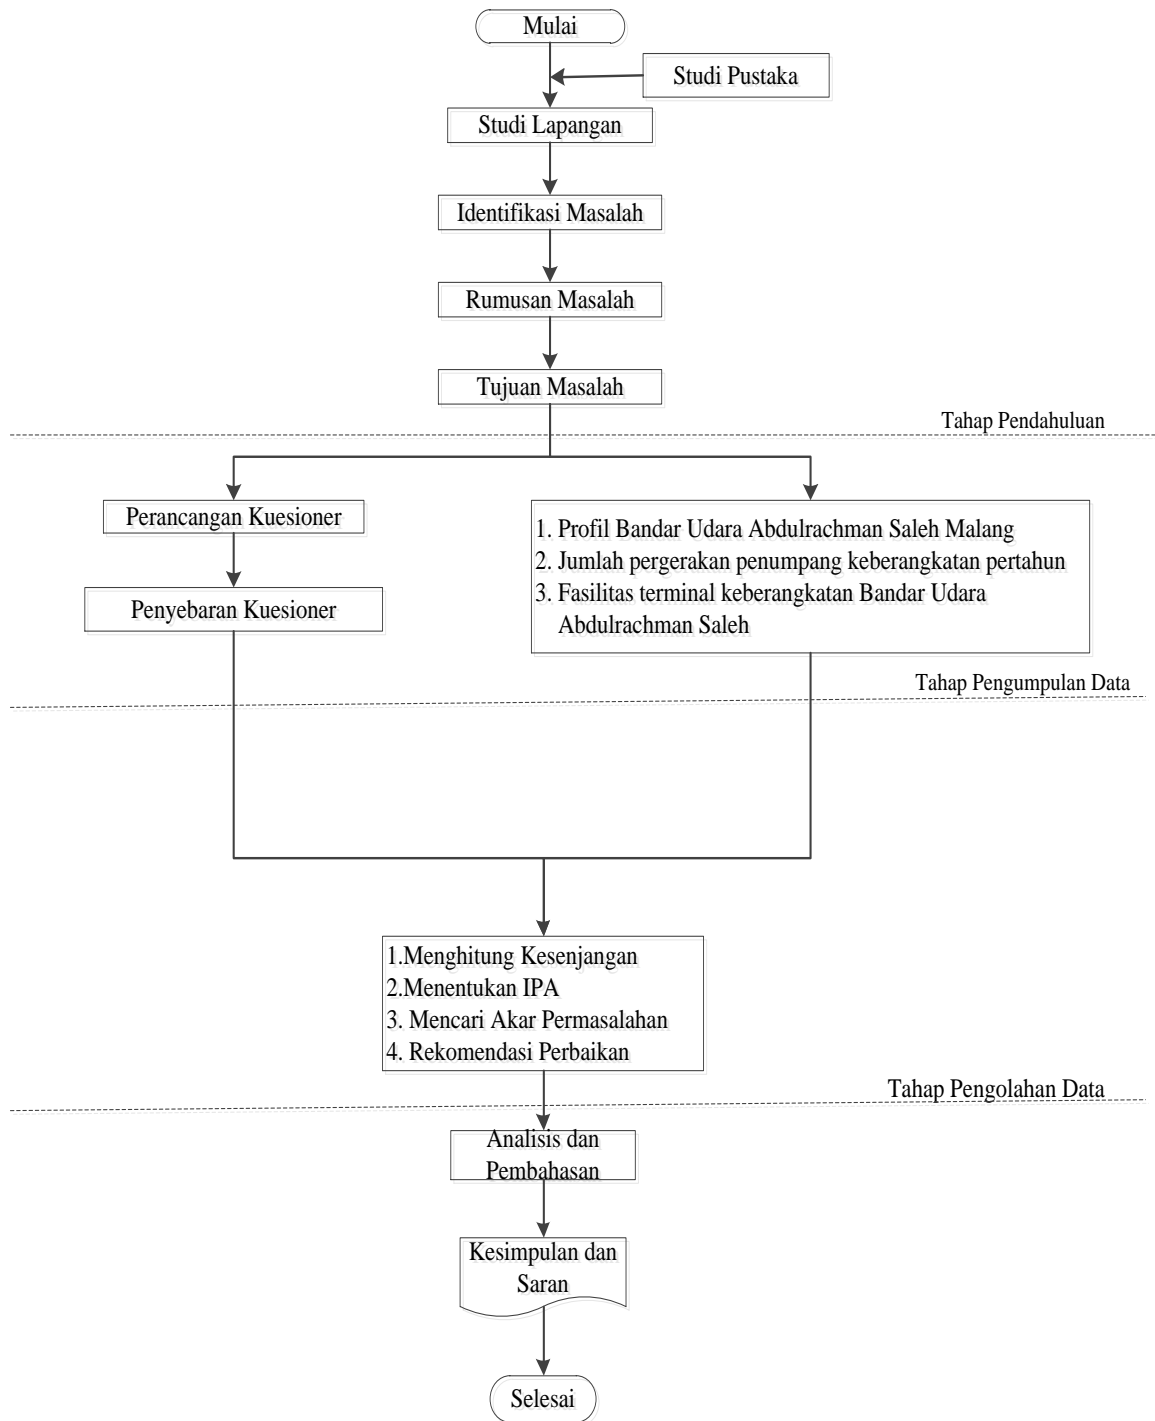 Mulai
Studi Pustaka
Studi Lapangan
Identifikasi Masalah
Rumusan Masalah
Tujuan Masalah
Tahap Pendahuluan
Perancangan Kuesioner
Penyebaran Kuesioner
1. Profil Bandar Udara Abdulrachman Saleh Malang
2. Jumlah pergerakan penumpang keberangkatan pertahun
3. Fasilitas terminal keberangkatan Bandar Udara
Abdulrachman Saleh
Tahap Pengumpulan Data
1.Menghitung Kesenjangan
2.Menentukan IPA
3. Mencari Akar Permasalahan
4. Rekomendasi Perbaikan
Tahap Pengolahan Data
Analisis dan
Pembahasan
Kesimpulan dan
Saran
Selesai